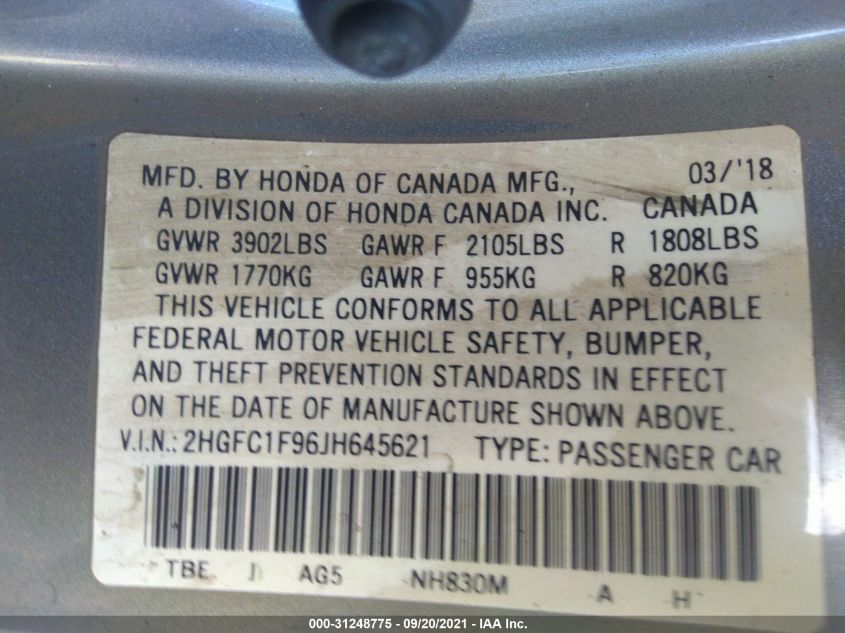 MFD. BY HONDA OF CANADA MFG., 03/'18
A DIVISION OF HONDA CANADA INC. CANADA
GVWR 3902LBS GAWR F 2105LBS R 1808LBS
GVWR 1770KG GAWR F 955KG R 820KG
THIS VEHICLE CONFORMS TO ALL APPLICABLE
FEDERAL MOTOR VEHICLE SAFETY, BUMPER,
AND THEFT PREVENTION STANDARDS IN EFFECT
ON THE DATE OF MANUFACTURE SHOWN ABOVE.
V.I.N.: 2HGFC1F96JH645621 TYPE: PASSENGER CAR
TBE J AG5 NH830M A H
000-31248775 - 09/20/2021 - IAA Inc.